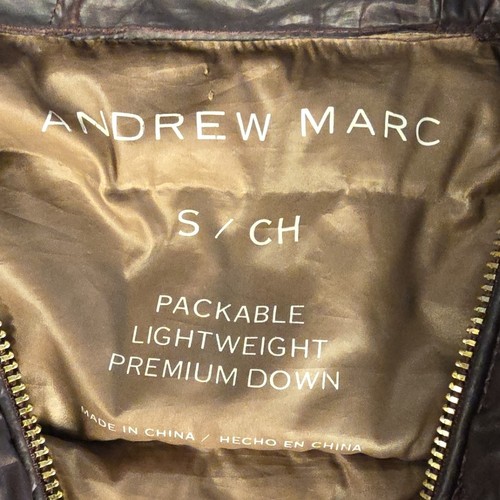 ANDREW MARC
S / CH
PACKABLE
LIGHTWEIGHT
PREMIUM DOWN
MADE IN CHINA / HECHO EN CHINA